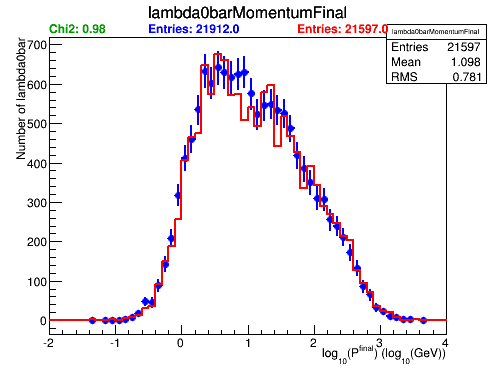 lambda0barMomentumFinal
Chi2: 0.98 Entries: 21912.0 Entries: 21597.0
lambda0barMomentumFinal
Entries 21597
Mean 1.098
RMS 0.781
Number of lambda0bar
700
600
500
400
300
200
100
0
-2 -1 0 1 2 3 4
log10(P^final) (log10(GeV))